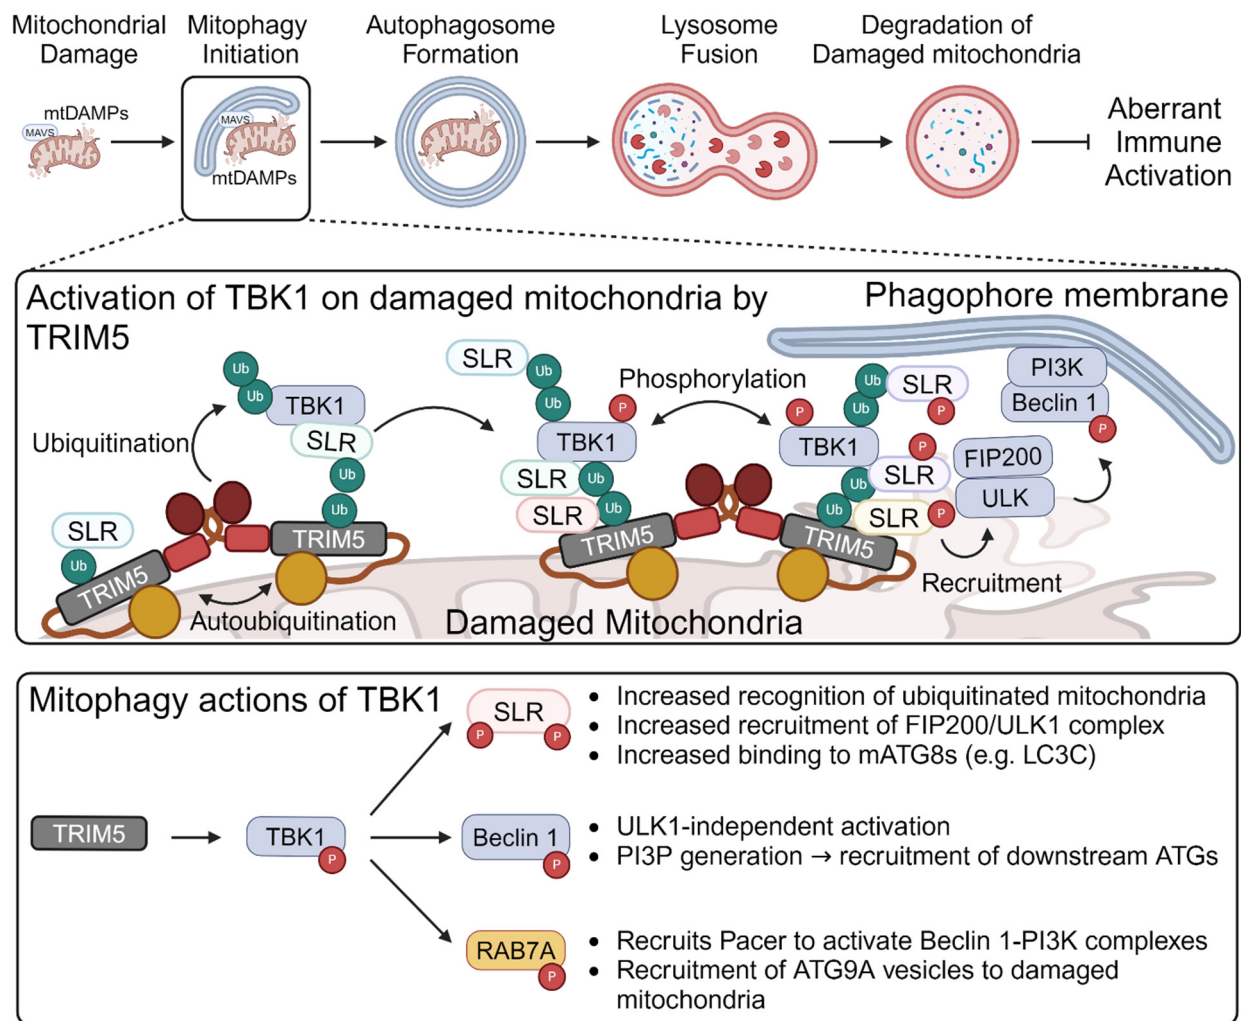 Mitochondrial
Damage
Mitophagy
Initiation
Autophagosome
Formation
Lysosome
Fusion
Degradation of
Damaged mitochondria
mtDAMPs
MAVS
MAVS
mtDAMPs
Aberrant
Immune
Activation
Activation of TBK1 on damaged mitochondria by
TRIM5
Phagophore membrane
Ub
Ub
TBK1
SLR
Ubiquitination
Ub
Ub
SLR
Ub
TRIM5
TRIM5
Autoubiquitination
SLR
Ub
Ub
P
TBK1
SLR
Ub
SLR
Ub
TRIM5
Phosphorylation
P
TBK1
Ub
SLR
Ub
P
P
SLR
Ub
Ub
SLR
P
TRIM5
PI3K
Beclin 1
P
FIP200
ULK
Recruitment
Damaged Mitochondria
Mitophagy actions of TBK1
TRIM5
TBK1
P
SLR
P
P
• Increased recognition of ubiquitinated mitochondria
• Increased recruitment of FIP200/ULK1 complex
• Increased binding to mATG8s (e.g. LC3C)
Beclin 1
P
• ULK1-independent activation
• PI3P generation → recruitment of downstream ATGs
RAB7A
P
• Recruits Pacer to activate Beclin 1-PI3K complexes
• Recruitment of ATG9A vesicles to damaged
mitochondria